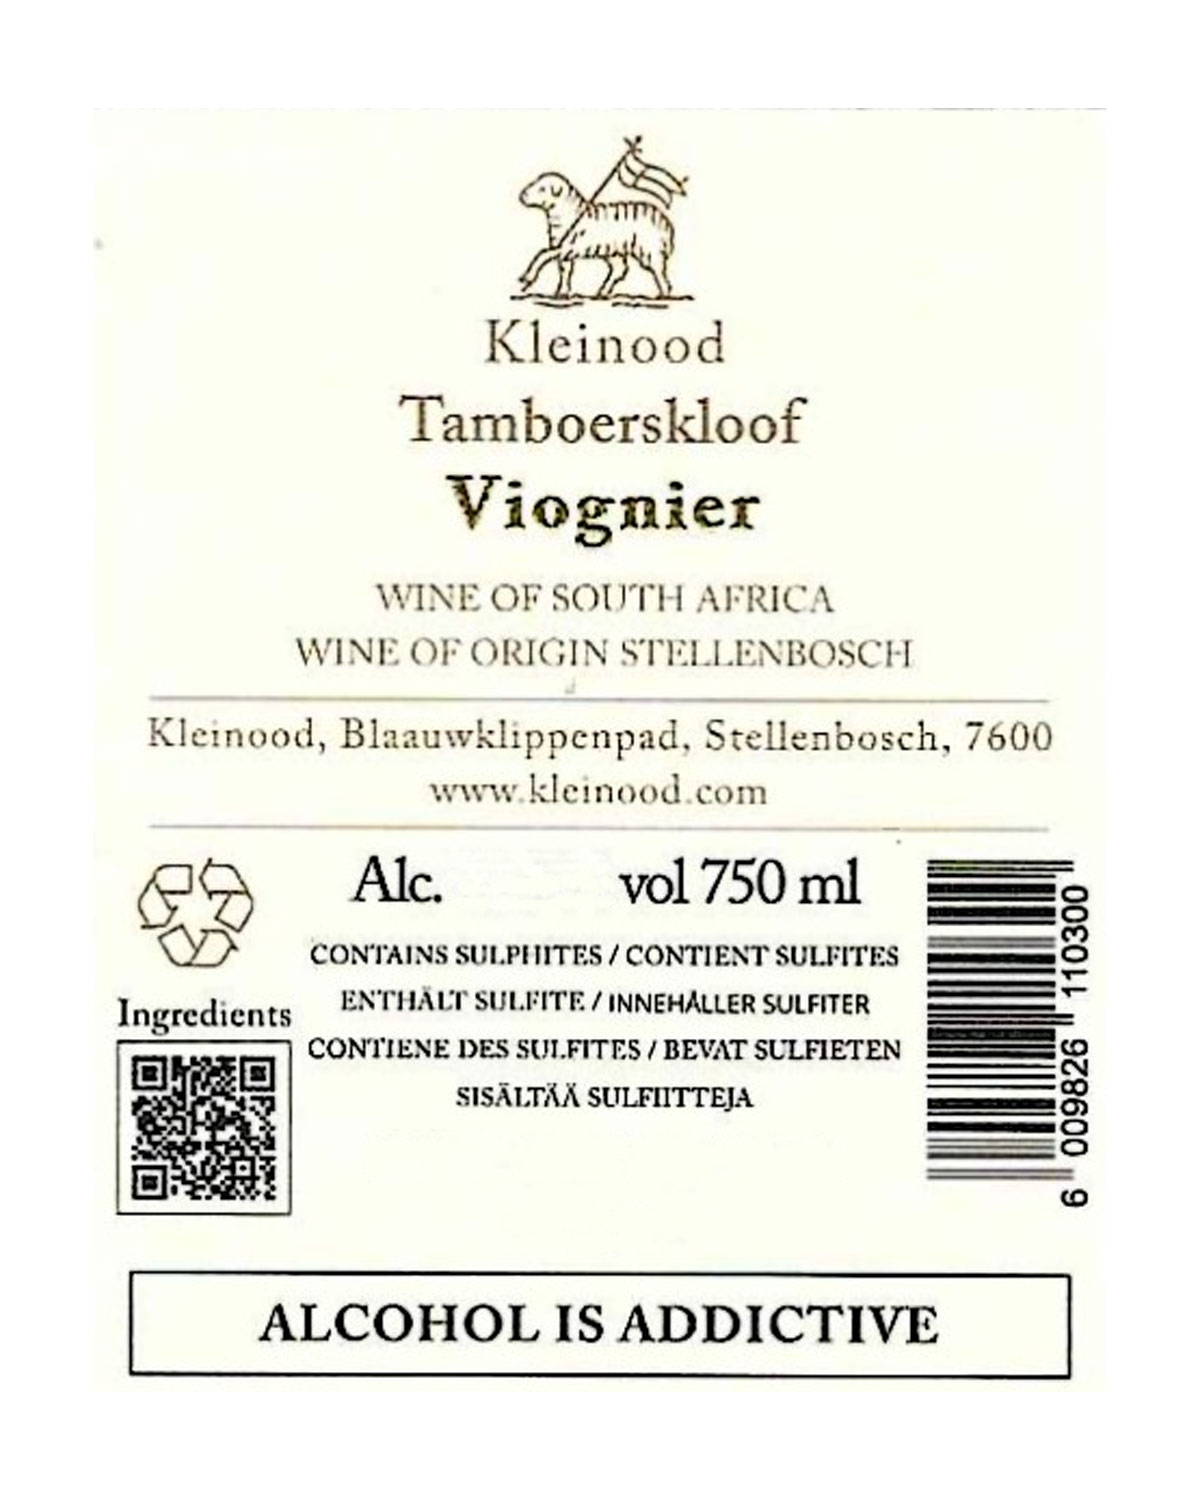 Kleinood
Tamboerskloof
Viognier
WINE OF SOUTH AFRICA
WINE OF ORIGIN STELLENBOSCH
Kleinood, Blaauwklippenpad, Stellenbosch, 7600
www.kleinood.com
Alc. vol 750 ml
CONTAINS SULPHITES / CONTIENT SULFITES
ENTHÄLT SULFITE / INNEHÅLLER SULFITER
CONTIENE DES SULFITES / BEVAT SULFIETEN
SISÄLTÄÄ SULFIITTEJA
Ingredients
6 009826 110300
ALCOHOL IS ADDICTIVE